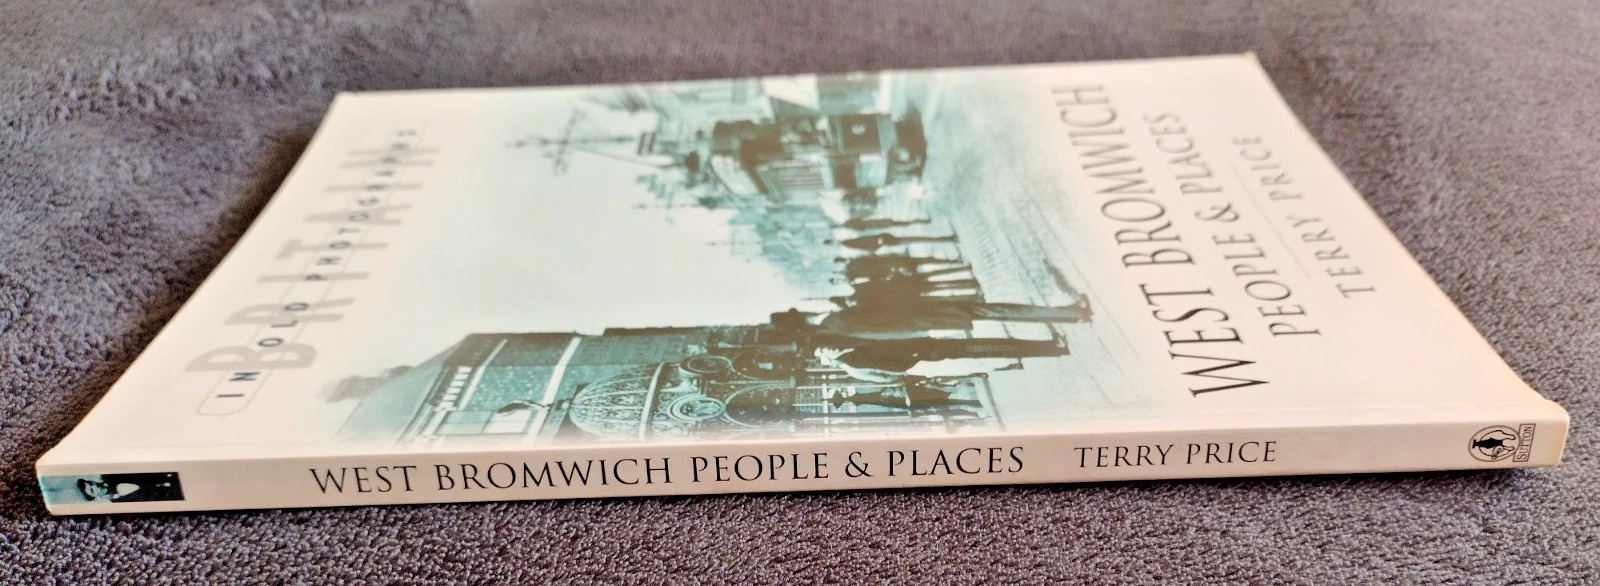 BRITAIN
IN OLD PHOTOGRAPHS
WEST BROMWICH
PEOPLE & PLACES
TERRY PRICE
WEST BROMWICH PEOPLE & PLACES TERRY PRICE
SUTTON